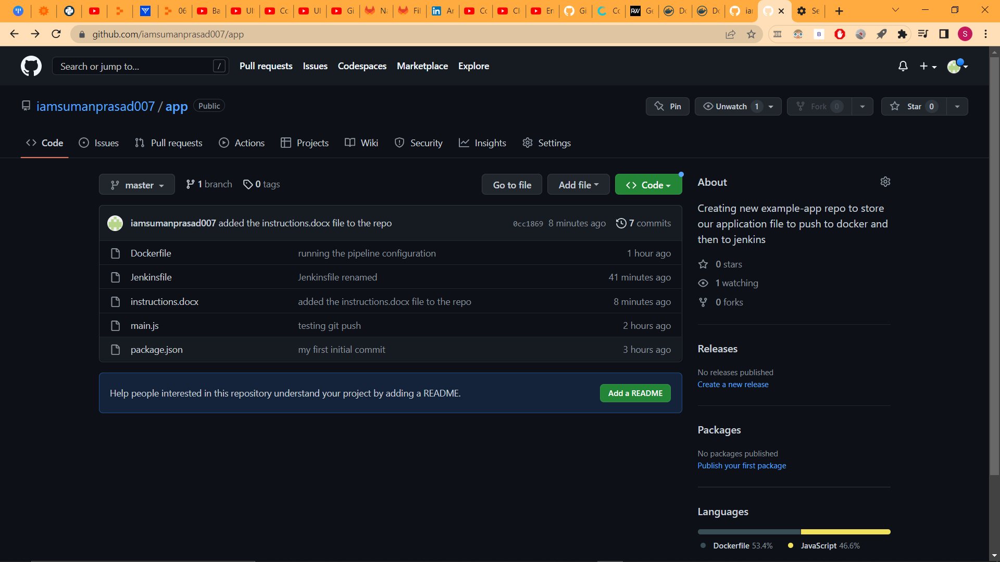 06 Ba Ul Co Ul Gi Na Fil Ar Co Cl En Gi Co RW Ge Do Do iar Se
github.com/iamsumanprasad007/app
B S
Search or jump to... /
Pull requests Issues Codespaces Marketplace Explore
iamsumanprasad007 / app Public
Pin Unwatch 1 Fork 0 Star 0
Code Issues Pull requests Actions Projects Wiki Security Insights Settings
master 1 branch 0 tags
Go to file Add file Code
iamsumanprasad007 added the instructions.docx file to the repo 0cc1869 8 minutes ago 7 commits
Dockerfile running the pipeline configuration 1 hour ago
Jenkinsfile Jenkinsfile renamed 41 minutes ago
instructions.docx added the instructions.docx file to the repo 8 minutes ago
main.js testing git push 2 hours ago
package.json my first initial commit 3 hours ago
Help people interested in this repository understand your project by adding a README. Add a README
About
Creating new example-app repo to store
our application file to push to docker and
then to jenkins
0 stars
1 watching
0 forks
Releases
No releases published
Create a new release
Packages
No packages published
Publish your first package
Languages
Dockerfile 53.4% JavaScript 46.6%